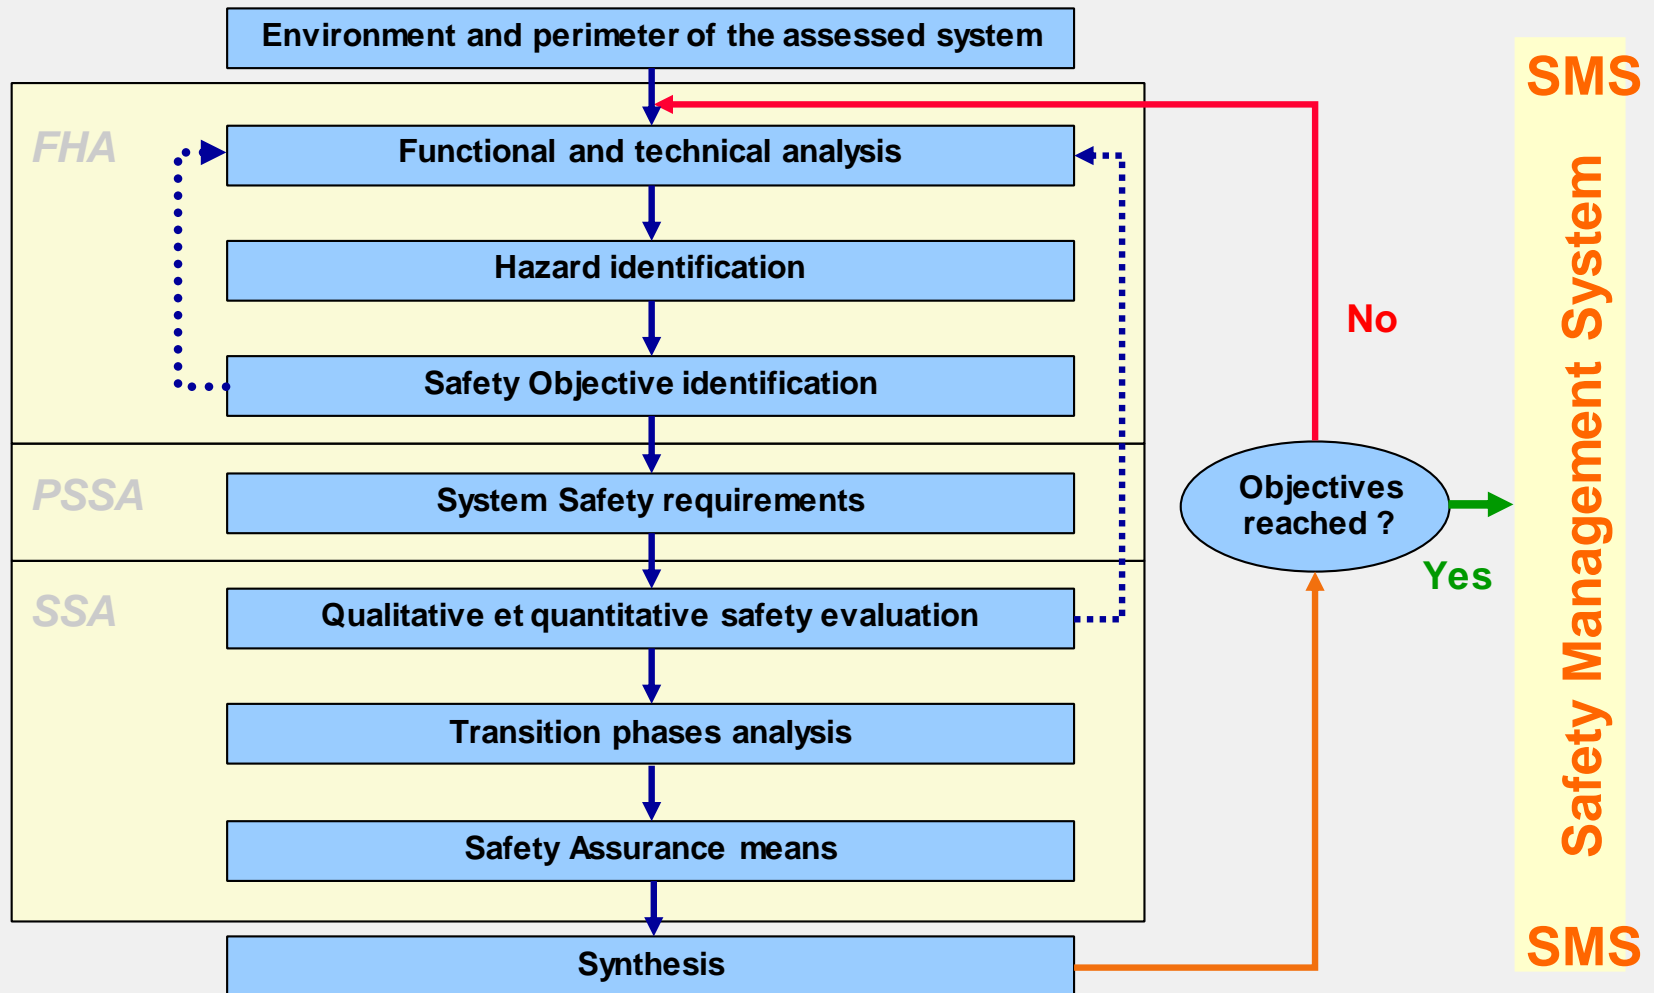 Environment and perimeter of the assessed system
FHA
Functional and technical analysis
Hazard identification
Safety Objective identification
PSSA
System Safety requirements
SSA
Qualitative et quantitative safety evaluation
Transition phases analysis
Safety Assurance means
Synthesis
No
Objectives
reached ?
Yes
SMS
Safety Management System
SMS